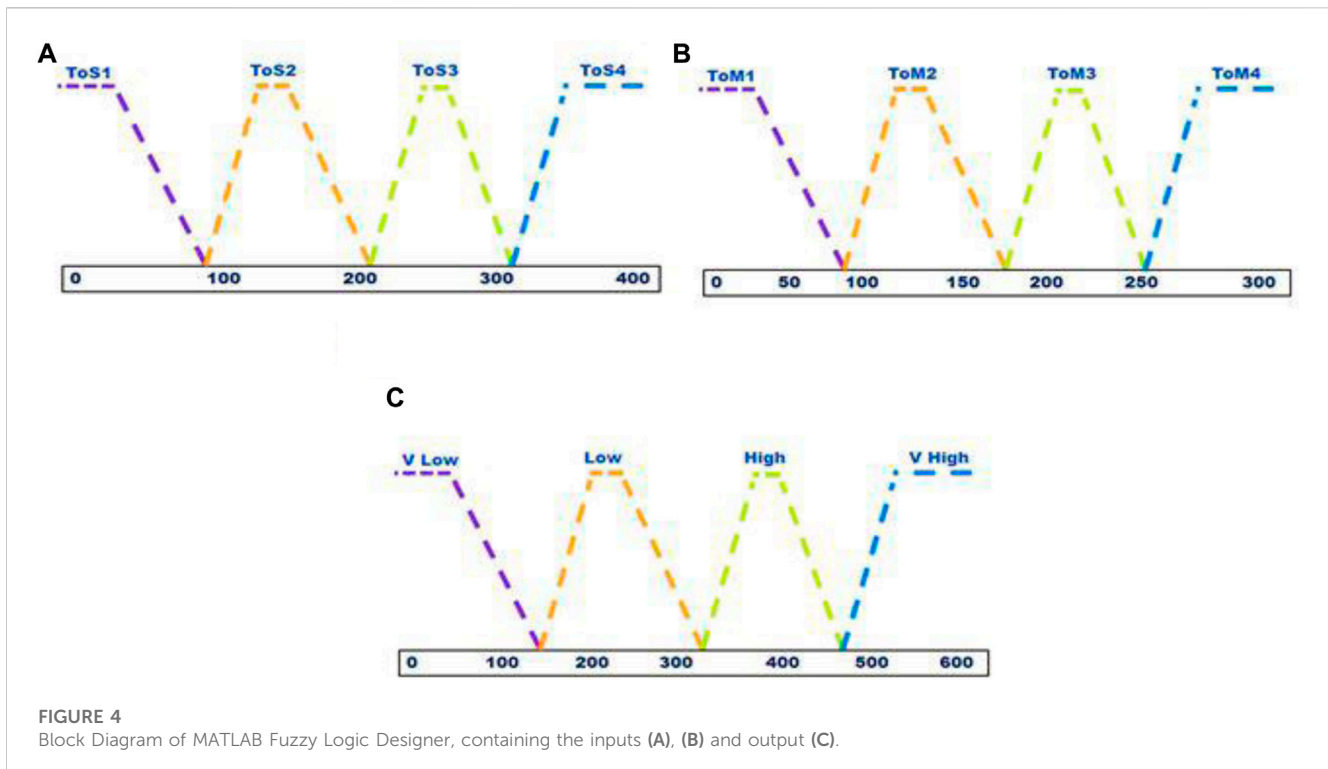 A
ToS1 ToS2 ToS3 ToS4
0 100 200 300 400
B
ToM1 ToM2 ToM3 ToM4
0 50 100 150 200 250 300
C
V Low Low High V High
0 100 200 300 400 500 600
FIGURE 4
Block Diagram of MATLAB Fuzzy Logic Designer, containing the inputs (A), (B) and output (C).